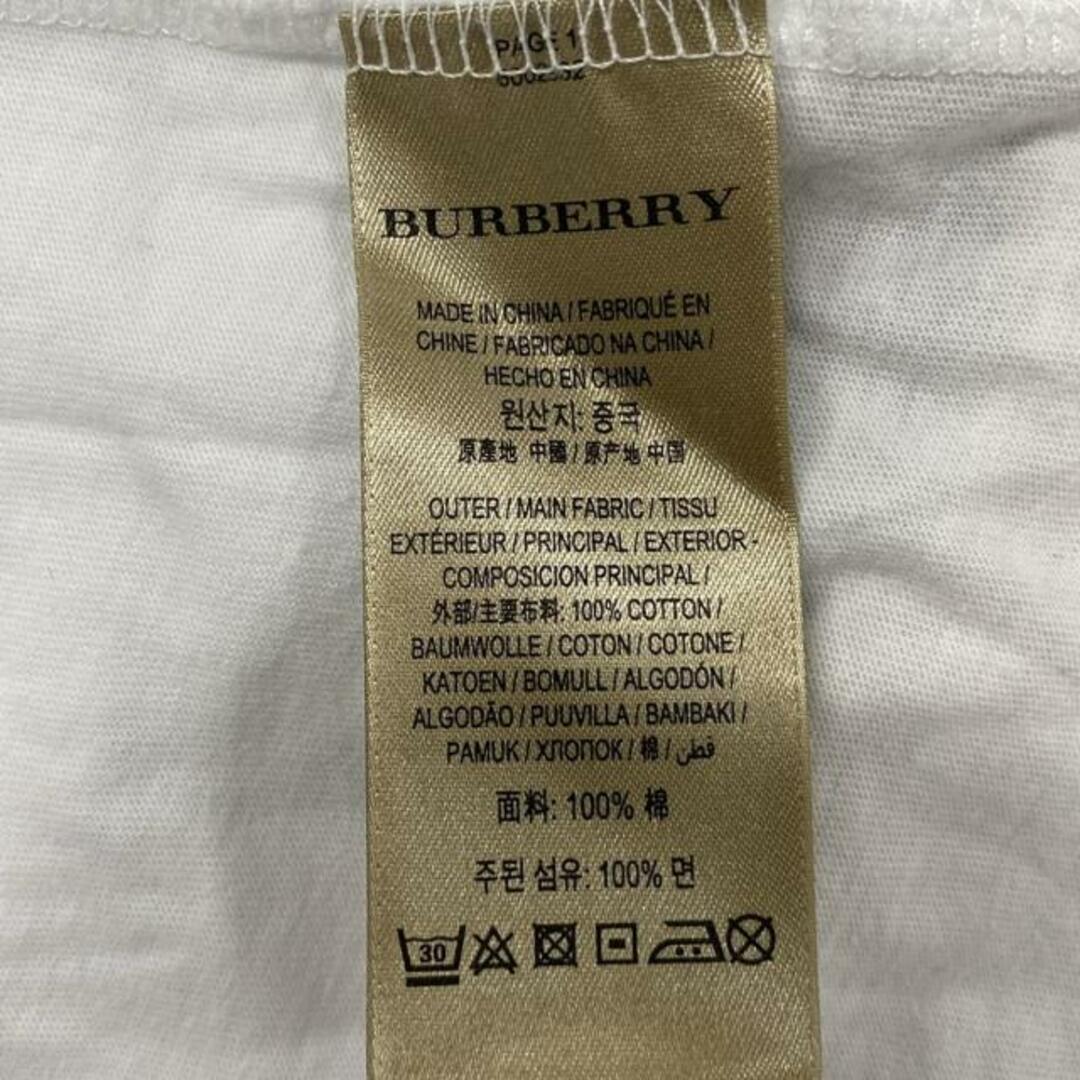 PAGE 1
BURBERRY
MADE IN CHINA / FABRIQUÉ EN
CHINE / FABRICADO NA CHINA /
HECHO EN CHINA
원산지: 중국
原產地 中國 / 原产地 中国
OUTER / MAIN FABRIC / TISSU
EXTÉRIEUR / PRINCIPAL / EXTERIOR -
COMPOSICION PRINCIPAL /
外部/主要布料: 100% COTTON /
BAUMWOLLE / COTON / COTONE /
KATOEN / BOMULL / ALGODÓN /
ALGODÃO / PUUVILLA / BAMBAKI /
PAMUK / ХЛОПОК / 棉 / قطن
面料: 100% 棉
주된 섬유: 100% 면
30